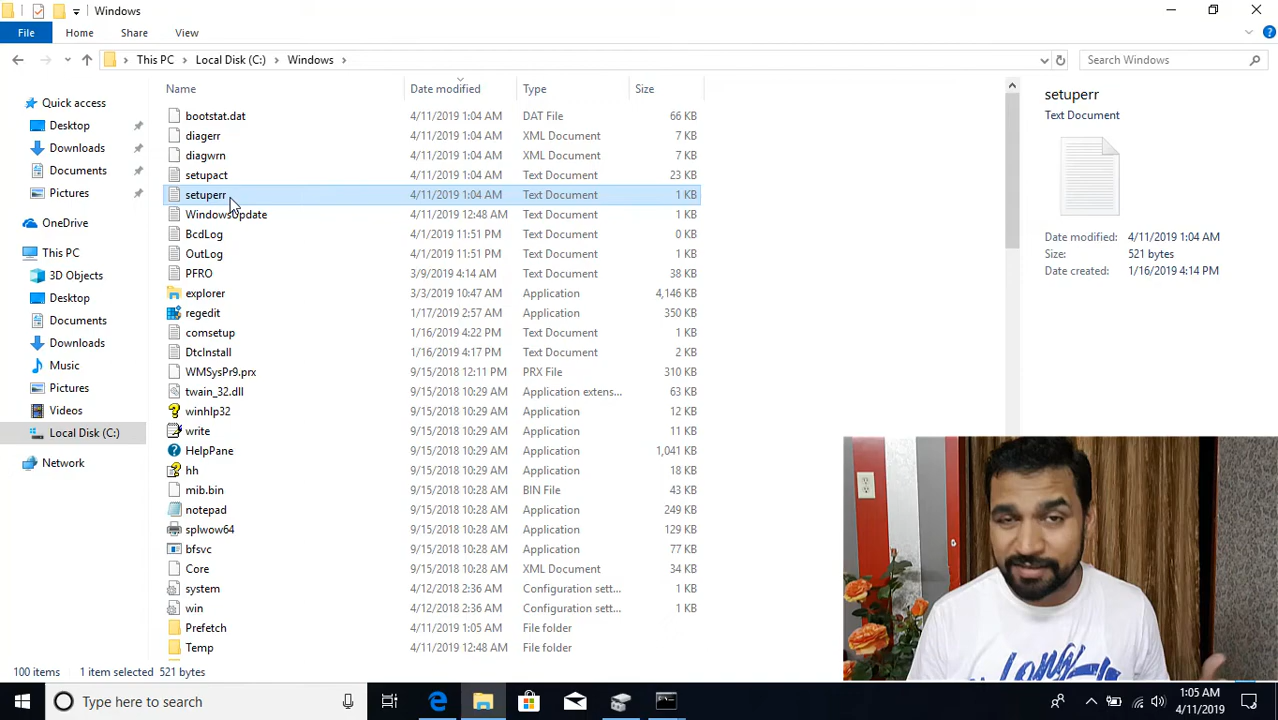 Windows
File Home Share View
This PC Local Disk (C:) Windows Search Windows
Name Date modified Type Size
Quick access
Desktop
Downloads
Documents
Pictures
OneDrive
This PC
3D Objects
Desktop
Documents
Downloads
Music
Pictures
Videos
Local Disk (C:)
Network
bootstat.dat 4/11/2019 1:04 AM DAT File 66 KB
diagerr 4/11/2019 1:04 AM XML Document 7 KB
diagwrn 4/11/2019 1:04 AM XML Document 7 KB
setupact 4/11/2019 1:04 AM Text Document 23 KB
setuperr 4/11/2019 1:04 AM Text Document 1 KB
WindowsUpdate 4/11/2019 12:48 AM Text Document 1 KB
BcdLog 4/1/2019 11:51 PM Text Document 0 KB
OutLog 4/1/2019 11:51 PM Text Document 1 KB
PFRO 3/9/2019 4:14 AM Text Document 38 KB
explorer 3/3/2019 10:47 AM Application 4,146 KB
regedit 1/17/2019 2:57 AM Application 350 KB
comsetup 1/16/2019 4:22 PM Text Document 1 KB
DtcInstall 1/16/2019 4:17 PM Text Document 2 KB
WMSysPr9.prx 9/15/2018 12:11 PM PRX File 310 KB
twain_32.dll 9/15/2018 10:29 AM Application extens... 63 KB
winhlp32 9/15/2018 10:29 AM Application 12 KB
write 9/15/2018 10:29 AM Application 11 KB
HelpPane 9/15/2018 10:29 AM Application 1,041 KB
hh 9/15/2018 10:29 AM Application 18 KB
mib.bin 9/15/2018 10:28 AM BIN File 43 KB
notepad 9/15/2018 10:28 AM Application 249 KB
splwow64 9/15/2018 10:28 AM Application 129 KB
bfsvc 9/15/2018 10:28 AM Application 77 KB
Core 9/15/2018 10:28 AM XML Document 34 KB
system 4/12/2018 2:36 AM Configuration sett... 1 KB
win 4/12/2018 2:36 AM Configuration sett... 1 KB
Prefetch 4/11/2019 1:05 AM File folder
Temp 4/11/2019 12:48 AM File folder
setuperr
Text Document
Date modified: 4/11/2019 1:04 AM
Size: 521 bytes
Date created: 1/16/2019 4:14 PM
100 items 1 item selected 521 bytes
Type here to search
1:05 AM
4/11/2019